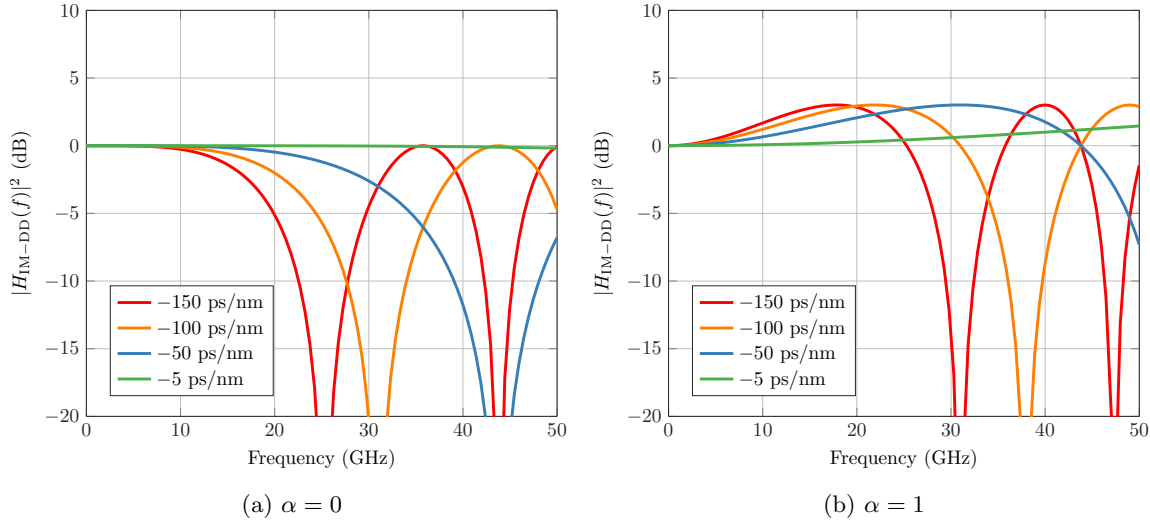 10
5
0
−5
−10
−15
−20
|H_IM−DD(f)|² (dB)
−150 ps/nm
−100 ps/nm
−50 ps/nm
−5 ps/nm
0 10 20 30 40 50
Frequency (GHz)
(a) α = 0
10
5
0
−5
−10
−15
−20
|H_IM−DD(f)|² (dB)
−150 ps/nm
−100 ps/nm
−50 ps/nm
−5 ps/nm
0 10 20 30 40 50
Frequency (GHz)
(b) α = 1